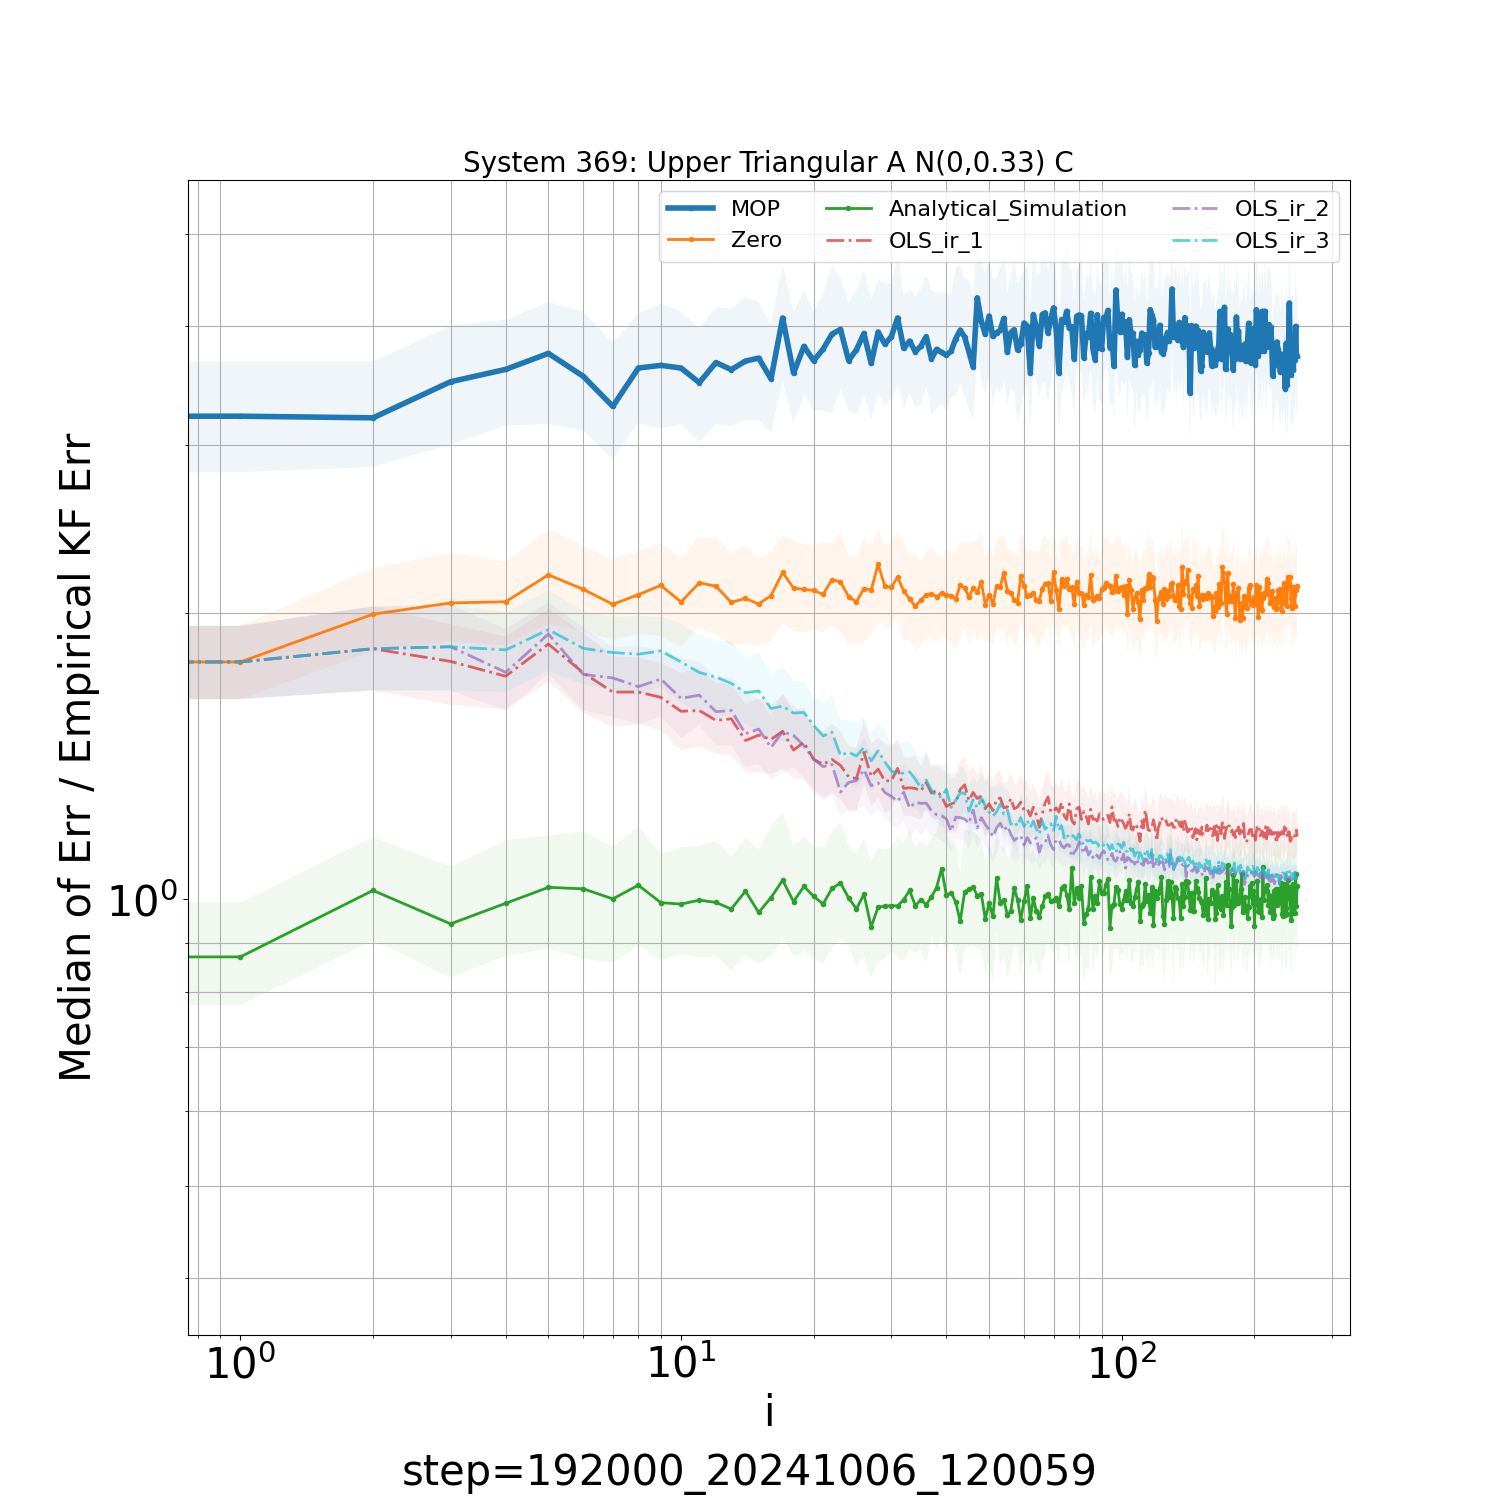 System 369: Upper Triangular A N(0,0.33) C
MOP
Zero
Analytical_Simulation
OLS_ir_1
OLS_ir_2
OLS_ir_3
Median of Err / Empirical KF Err
10⁰
10⁰ 10¹ 10²
i
step=192000_20241006_120059